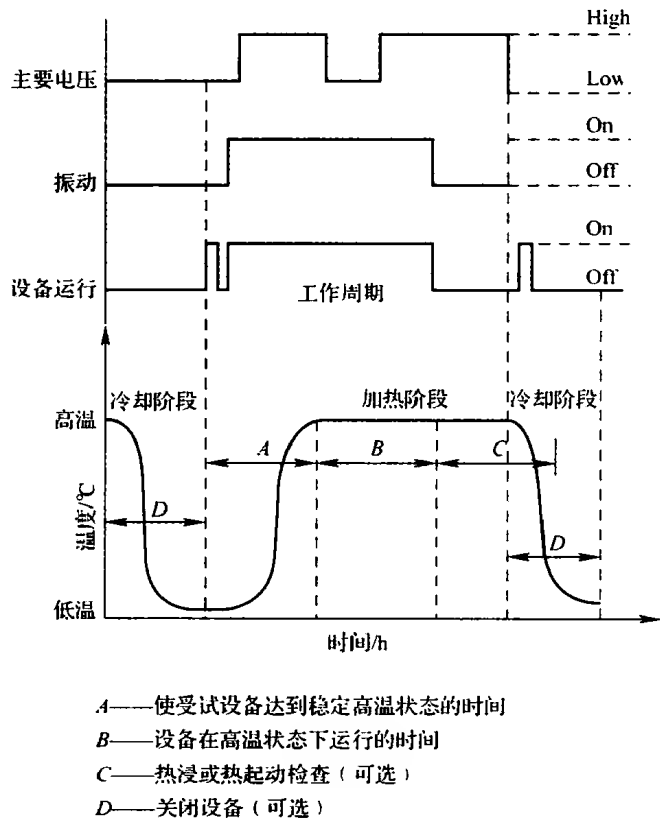 High
主要电压
Low
On
振动
Off
On
设备运行
工作周期
Off
冷却阶段
加热阶段
冷却阶段
高温
A
B
C
D
D
温度/℃
低温
时间/h
A——使受试设备达到稳定高温状态的时间
B——设备在高温状态下运行的时间
C——热浸或热起动检查（可选）
D——关闭设备（可选）